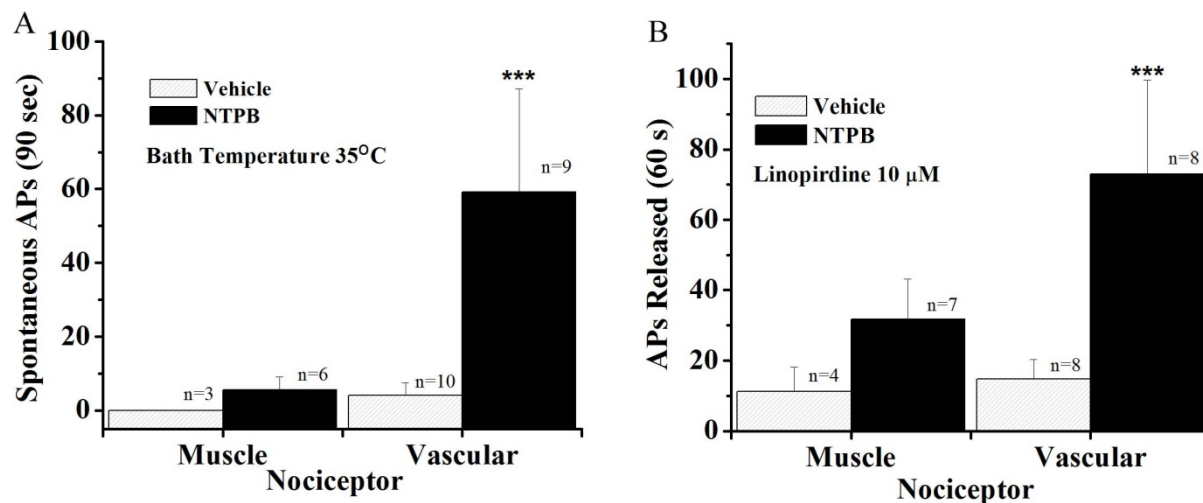 A
Spontaneous APs (90 sec)
100
80
60
40
20
0
Vehicle
NTPB
Bath Temperature 35°C
***
n=3
n=6
n=10
n=9
Muscle
Vascular
Nociceptor
B
APs Released (60 s)
100
80
60
40
20
0
Vehicle
NTPB
Linopirdine 10 μM
***
n=4
n=7
n=8
n=8
Muscle
Vascular
Nociceptor